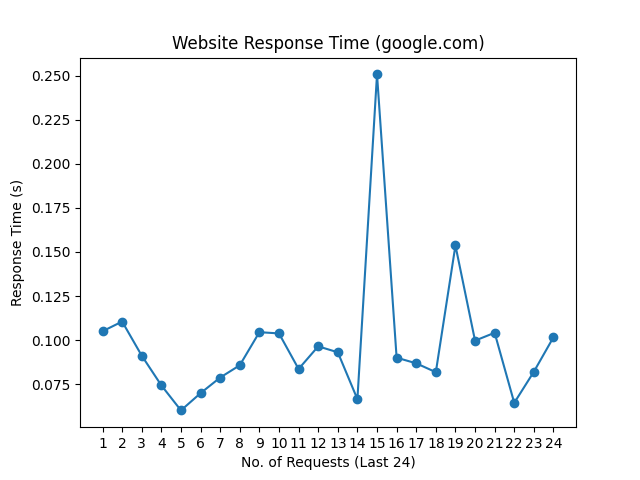 Website Response Time (google.com)
0.250
0.225
0.200
0.175
0.150
0.125
0.100
0.075
Response Time (s)
1 2 3 4 5 6 7 8 9 10 11 12 13 14 15 16 17 18 19 20 21 22 23 24
No. of Requests (Last 24)